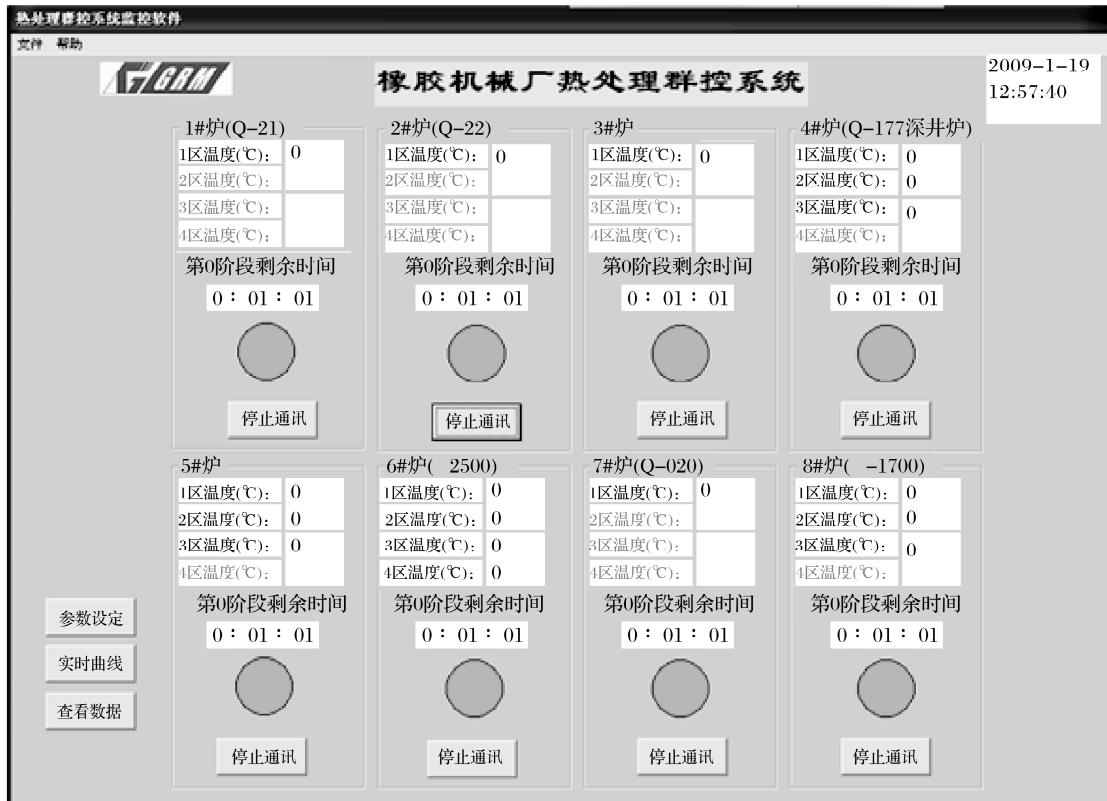 热处理群控系统监控软件
文件 帮助
GRM
橡胶机械厂热处理群控系统
2009-1-19
12:57:40
1#炉(Q-21)
1区温度(℃): 0
2区温度(℃):
3区温度(℃):
4区温度(℃):
第0阶段剩余时间
0: 01: 01
停止通讯
2#炉(Q-22)
1区温度(℃): 0
2区温度(℃):
3区温度(℃):
4区温度(℃):
第0阶段剩余时间
0: 01: 01
停止通讯
3#炉
1区温度(℃): 0
2区温度(℃):
3区温度(℃):
4区温度(℃):
第0阶段剩余时间
0: 01: 01
停止通讯
4#炉(Q-177深井炉)
1区温度(℃): 0
2区温度(℃): 0
3区温度(℃): 0
4区温度(℃):
第0阶段剩余时间
0: 01: 01
停止通讯
5#炉
1区温度(℃): 0
2区温度(℃): 0
3区温度(℃): 0
4区温度(℃):
第0阶段剩余时间
0: 01: 01
停止通讯
6#炉( 2500)
1区温度(℃): 0
2区温度(℃): 0
3区温度(℃): 0
4区温度(℃): 0
第0阶段剩余时间
0: 01: 01
停止通讯
7#炉(Q-020)
1区温度(℃): 0
2区温度(℃):
3区温度(℃):
4区温度(℃):
第0阶段剩余时间
0: 01: 01
停止通讯
8#炉( -1700)
1区温度(℃): 0
2区温度(℃): 0
3区温度(℃): 0
4区温度(℃):
第0阶段剩余时间
0: 01: 01
停止通讯
参数设定
实时曲线
查看数据